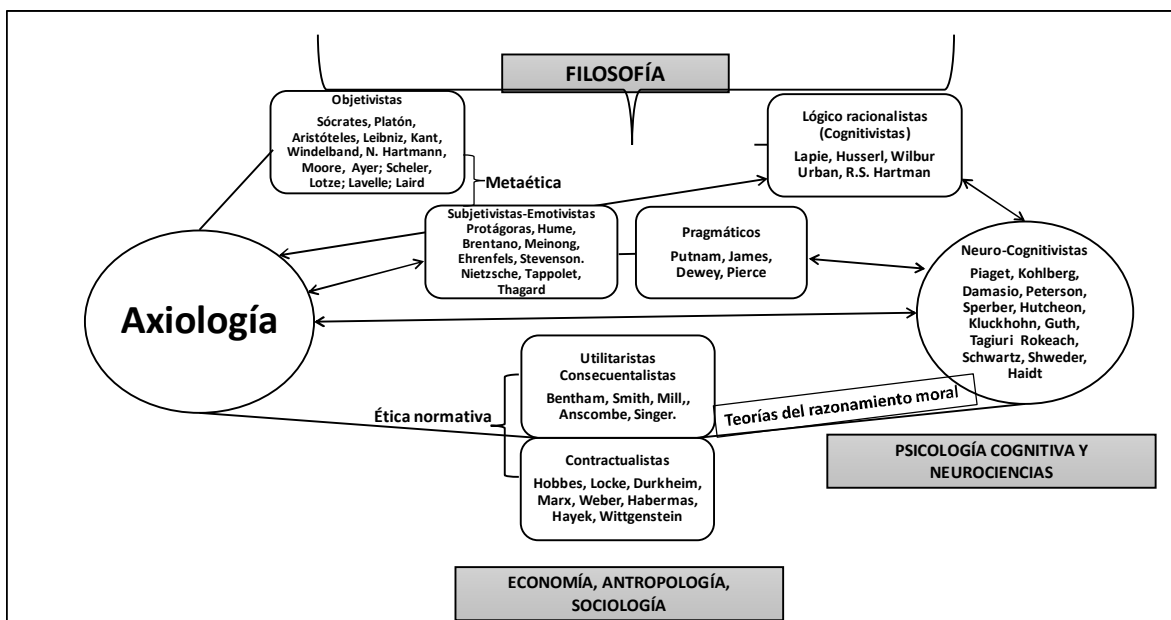 FILOSOFÍA
Objetivistas
Sócrates, Platón,
Aristóteles, Leibniz, Kant,
Windelband, N. Hartmann,
Moore, Ayer; Scheler,
Lotze; Lavelle; Laird
Lógico racionalistas
(Cognitivistas)
Lapie, Husserl, Wilbur
Urban, R.S. Hartman
Metaética
Subjetivistas-Emotivistas
Protágoras, Hume,
Brentano, Meinong,
Ehrenfels, Stevenson.
Nietzsche, Tappolet,
Thagard
Pragmáticos
Putnam, James,
Dewey, Pierce
Neuro-Cognitivistas
Piaget, Kohlberg,
Damasio, Peterson,
Sperber, Hutcheon,
Kluckhohn, Guth,
Tagiuri Rokeach,
Schwartz, Shweder,
Haidt
Axiología
Utilitaristas
Consecuentalistas
Bentham, Smith, Mill,,
Anscombe, Singer.
Ética normativa
Teorías del razonamiento moral
Contractualistas
Hobbes, Locke, Durkheim,
Marx, Weber, Habermas,
Hayek, Wittgenstein
PSICOLOGÍA COGNITIVA Y
NEUROCIENCIAS
ECONOMÍA, ANTROPOLOGÍA,
SOCIOLOGÍA